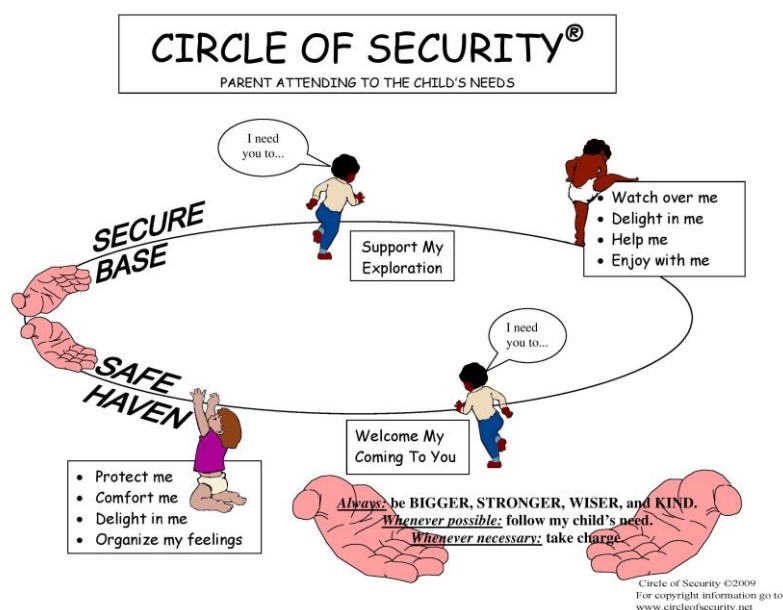 CIRCLE OF SECURITY®
PARENT ATTENDING TO THE CHILD'S NEEDS
I need
you to...
SECURE
BASE
Support My
Exploration
• Watch over me
• Delight in me
• Help me
• Enjoy with me
I need
you to...
SAFE
HAVEN
Welcome My
Coming To You
• Protect me
• Comfort me
• Delight in me
• Organize my feelings
Always: be BIGGER, STRONGER, WISER, and KIND.
Whenever possible: follow my child's need.
Whenever necessary: take charge.
Circle of Security ©2009
For copyright information go to
www.circleofsecurity.net